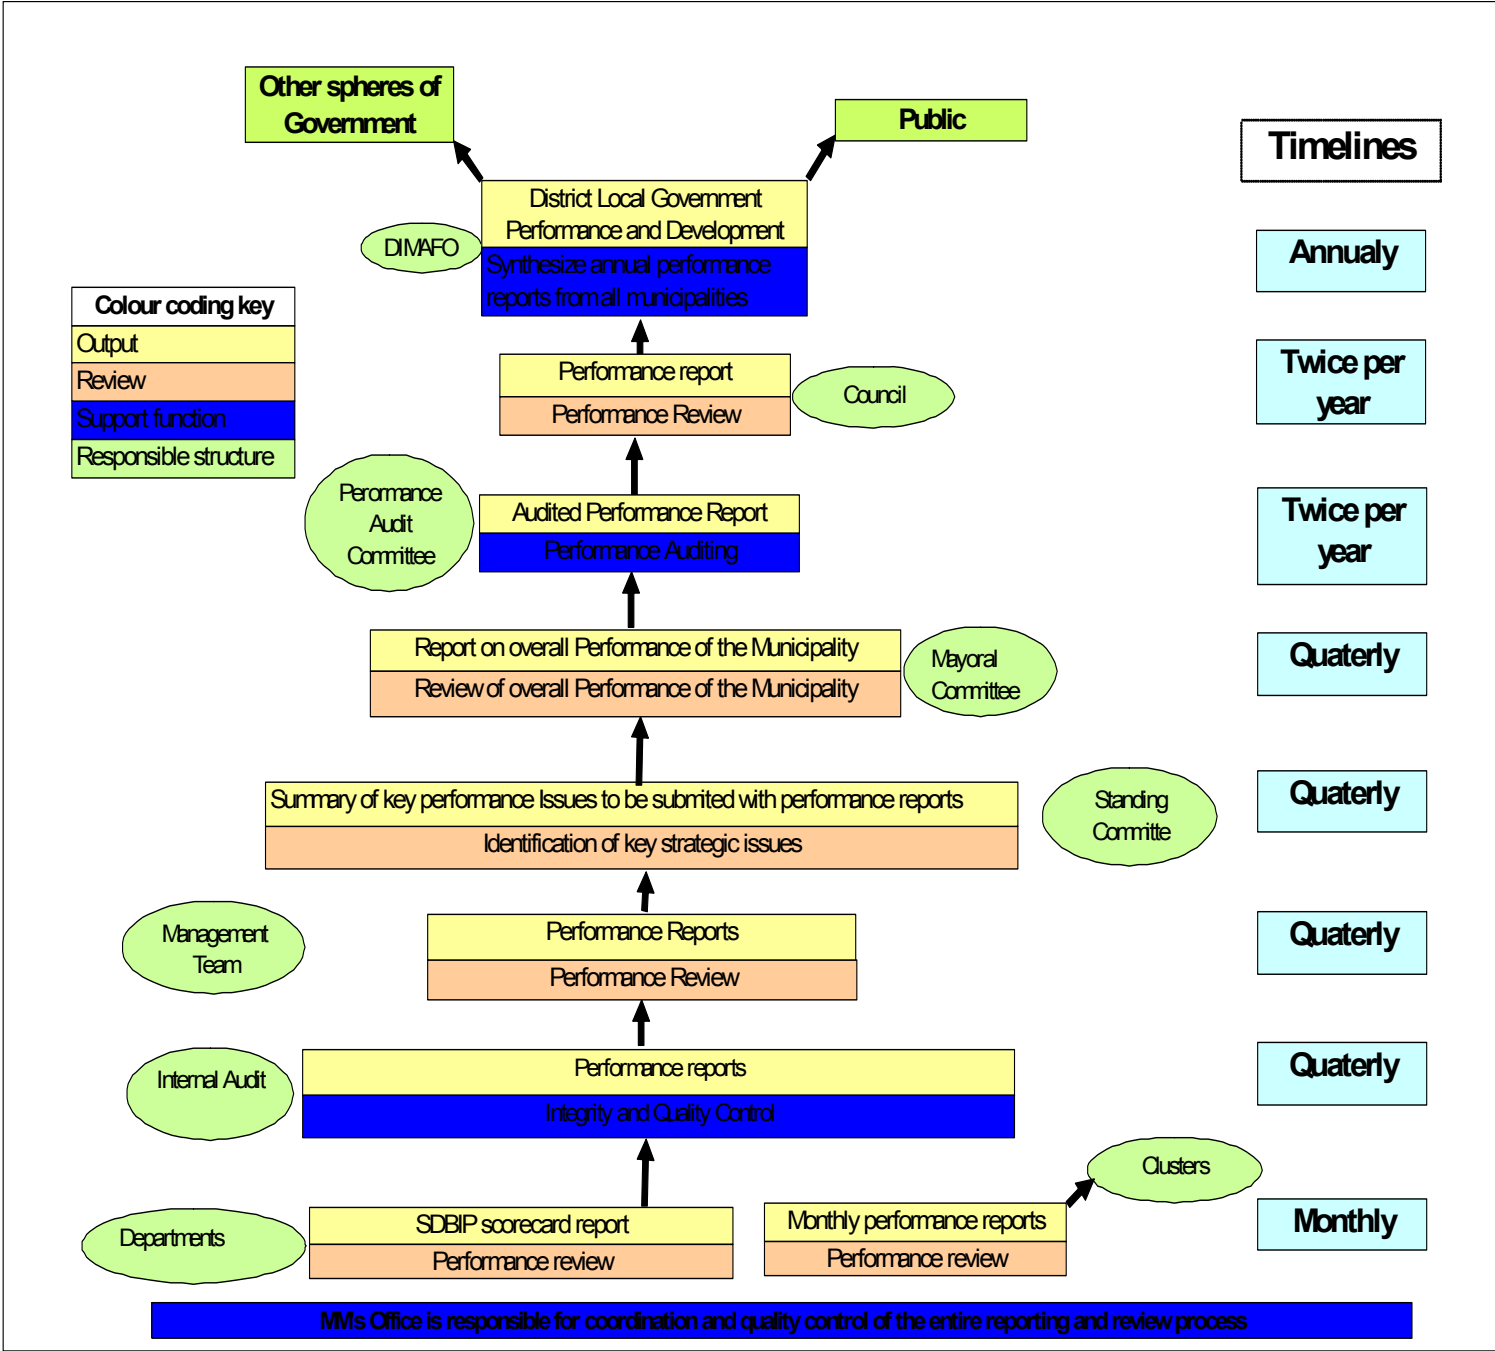 Other spheres of
Government
Public
Timelines
District Local Government
Performance and Development
DIMAFO
Synthesize annual performance
reports from all municipalities
Annualy
Colour coding key
Output
Review
Support function
Responsible structure
Performance report
Performance Review
Council
Twice per
year
Perormance
Audit
Committee
Audited Performance Report
Performance Auditing
Twice per
year
Report on overall Performance of the Municipality
Review of overall Performance of the Municipality
Mayoral
Committee
Quaterly
Summary of key performance Issues to be submited with performance reports
Identification of key strategic issues
Standing
Committe
Quaterly
Management
Team
Performance Reports
Performance Review
Quaterly
Internal Audit
Performance reports
Integrity and Quality Control
Quaterly
Clusters
Departments
SDBIP scorecard report
Performance review
Monthly performance reports
Performance review
Monthly
MMs Office is responsible for coordination and quality control of the entire reporting and review process